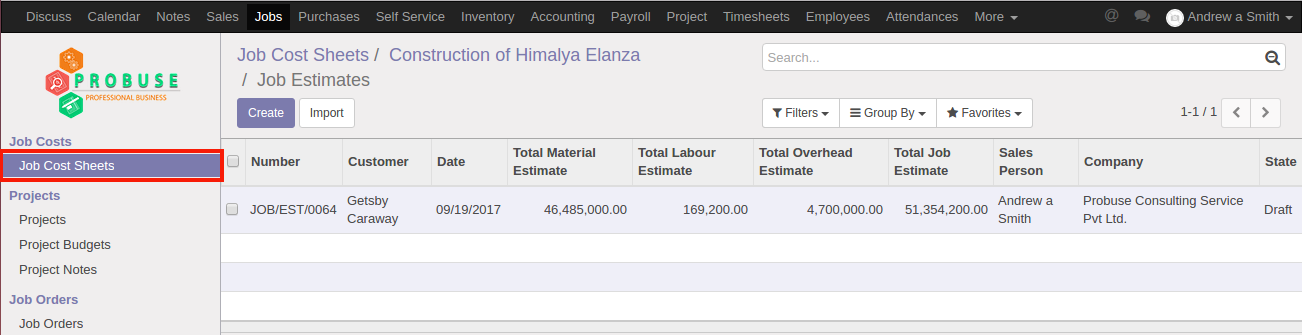 Discuss Calendar Notes Sales Jobs Purchases Self Service Inventory Accounting Payroll Project Timesheets Employees Attendances More @ Andrew a Smith
PROBUSE
PROFESSIONAL BUSINESS
Job Costs
Job Cost Sheets
Projects
Projects
Project Budgets
Project Notes
Job Orders
Job Orders
Job Cost Sheets / Construction of Himalya Elanza
/ Job Estimates
Search...
Create Import
Filters Group By Favorites 1-1 / 1
Number Customer Date Total Material Estimate Total Labour Estimate Total Overhead Estimate Total Job Estimate Sales Person Company State
JOB/EST/0064 Getsby Caraway 09/19/2017 46,485,000.00 169,200.00 4,700,000.00 51,354,200.00 Andrew a Smith Probuse Consulting Service Pvt Ltd. Draft